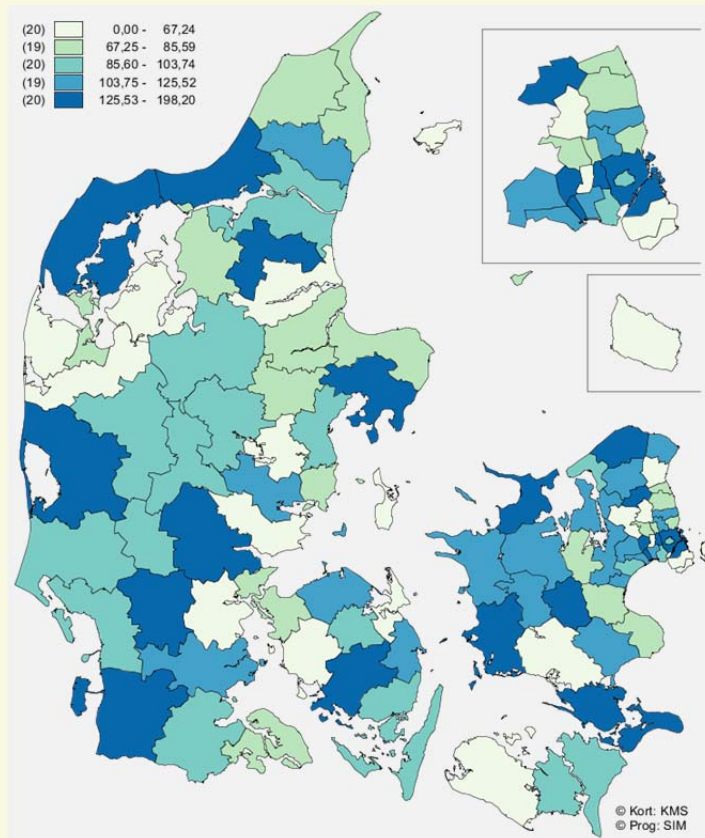 (20) 0,00 - 67,24
(19) 67,25 - 85,59
(20) 85,60 - 103,74
(19) 103,75 - 125,52
(20) 125,53 - 198,20
© Kort: KMS
© Prog: SIM